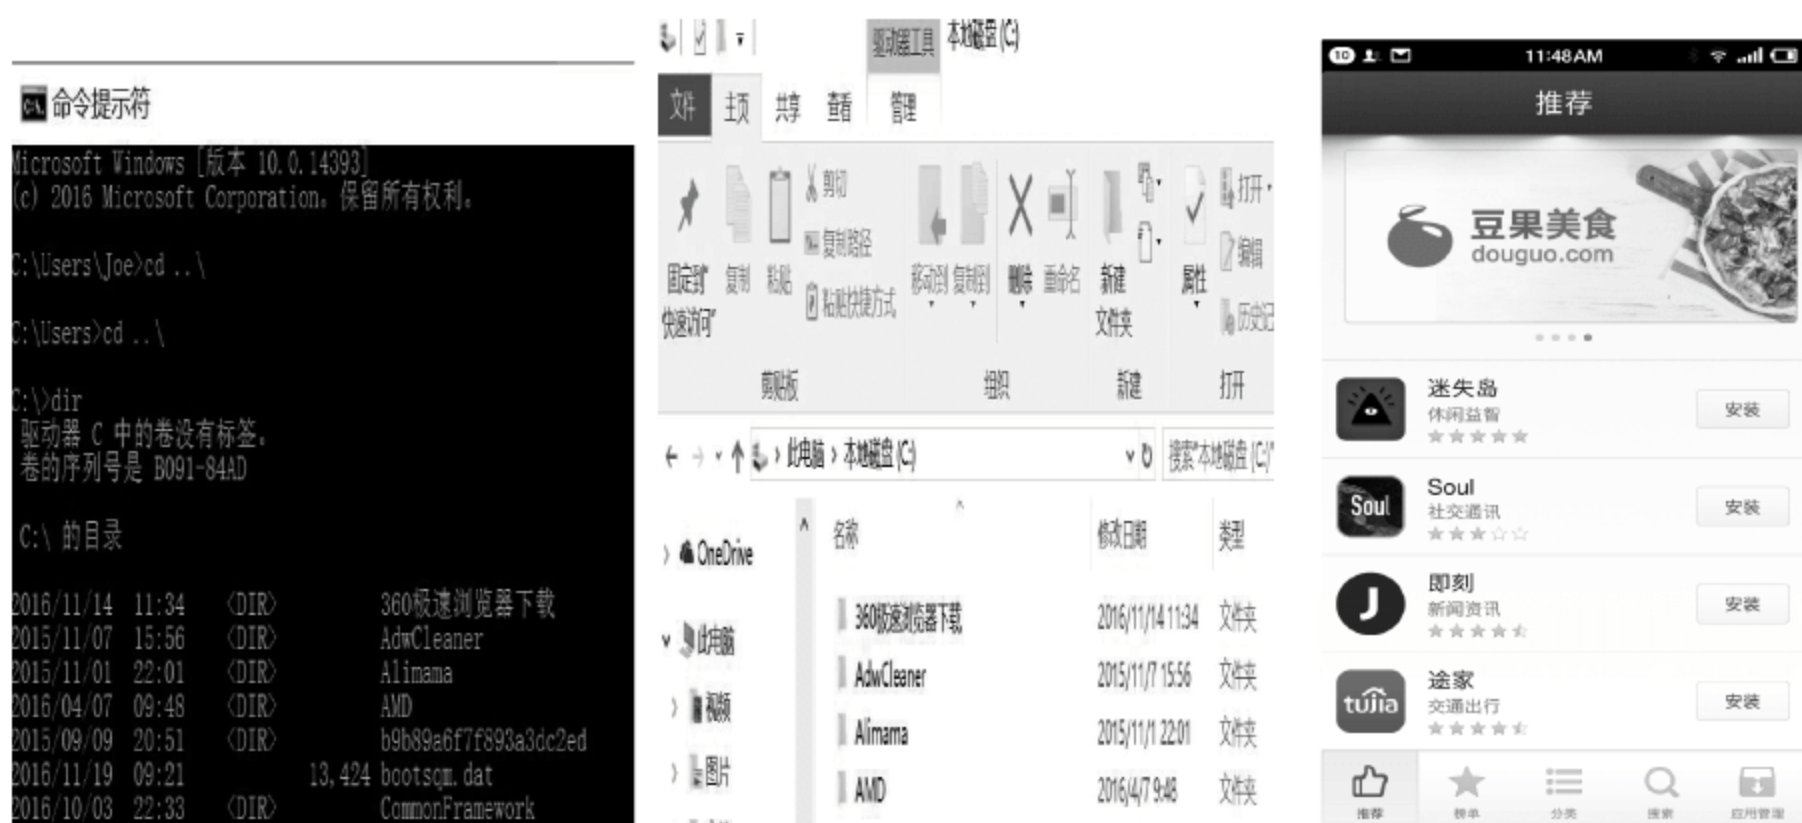 命令提示符
Microsoft Windows [版本 10.0.14393]
(c) 2016 Microsoft Corporation。保留所有权利。
C:\Users\Joe>cd ..\
C:\Users>cd ..\
C:\>dir
驱动器 C 中的卷没有标签。
卷的序列号是 B091-84AD
C:\ 的目录
2016/11/14 11:34 <DIR> 360极速浏览器下载
2015/11/07 15:56 <DIR> AdwCleaner
2015/11/01 22:01 <DIR> Alimama
2016/04/07 09:48 <DIR> AMD
2015/09/09 20:51 <DIR> b9b89a6f7f893a3dc2ed
2016/11/19 09:21 13,424 bootsqm.dat
2016/10/03 22:33 <DIR> CommonFramework
驱动器工具 本地磁盘 (C:)
文件 主页 共享 查看 管理
固定到"快速访问"
复制
粘贴
剪切
复制路径
粘贴快捷方式
移动到
复制到
删除
重命名
新建文件夹
属性
打开
编辑
历史记
剪贴板 组织 新建 打开
此电脑 › 本地磁盘 (C:)
搜索"本地磁盘 (C:)"
OneDrive
此电脑
视频
图片
名称 修改日期 类型
360极速浏览器下载 2016/11/14 11:34 文件夹
AdwCleaner 2015/11/7 15:56 文件夹
Alimama 2015/11/1 22:01 文件夹
AMD 2016/4/7 9:48 文件夹
10 11:48AM
推荐
豆果美食
douguo.com
迷失岛
休闲益智
安装
Soul
Soul
社交通讯
安装
J
即刻
新闻资讯
安装
tujia
途家
交通出行
安装
推荐 榜单 分类 搜索 应用管理